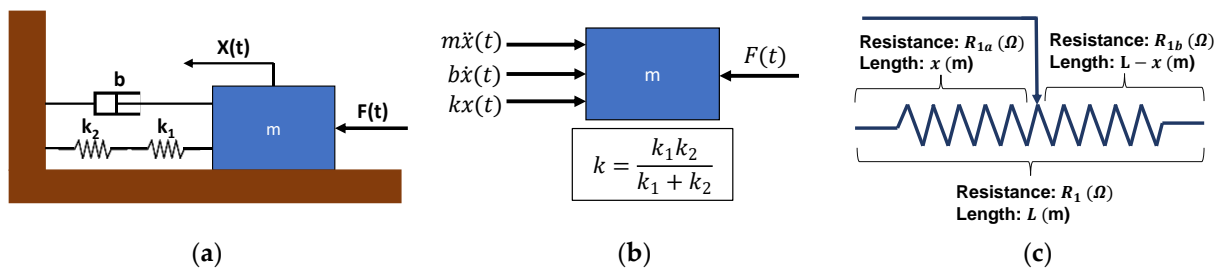 X(t)
b
k₂
k₁
m
F(t)
(a)
mẍ(t)
bẋ(t)
kx(t)
m
F(t)
k = k₁k₂ / (k₁ + k₂)
(b)
Resistance: R₁ₐ (Ω)
Length: x (m)
Resistance: R₁b (Ω)
Length: L − x (m)
Resistance: R₁ (Ω)
Length: L (m)
(c)